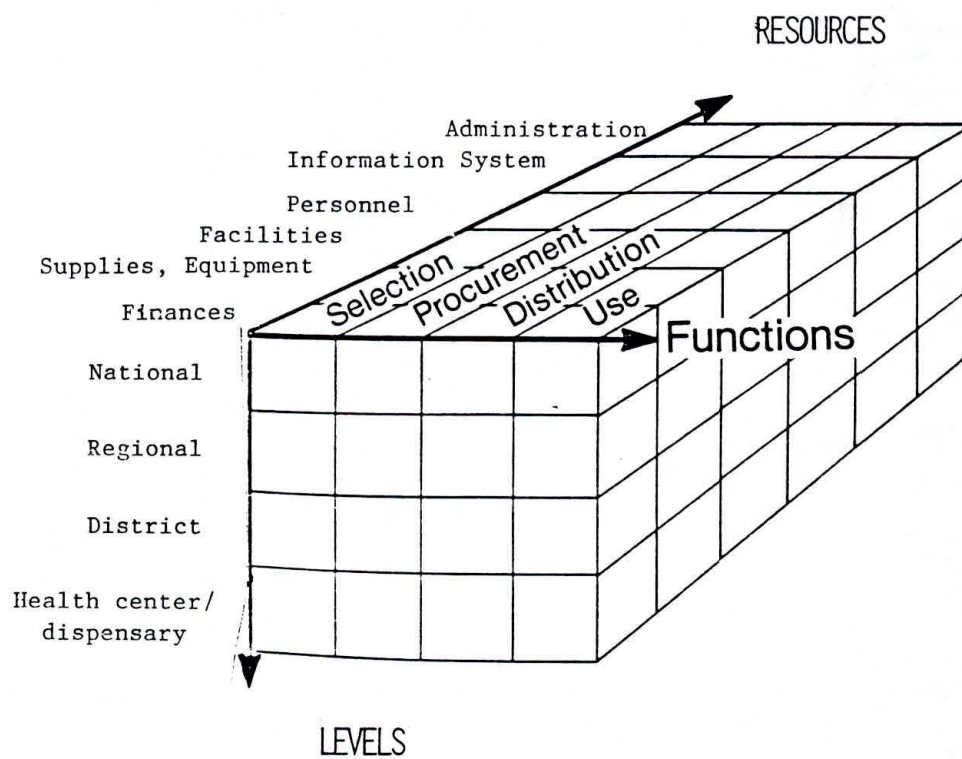 RESOURCES
Administration
Information System
Personnel
Facilities
Supplies, Equipment
Finances
Selection
Procurement
Distribution
Use
Functions
National
Regional
District
Health center/
dispensary
LEVELS